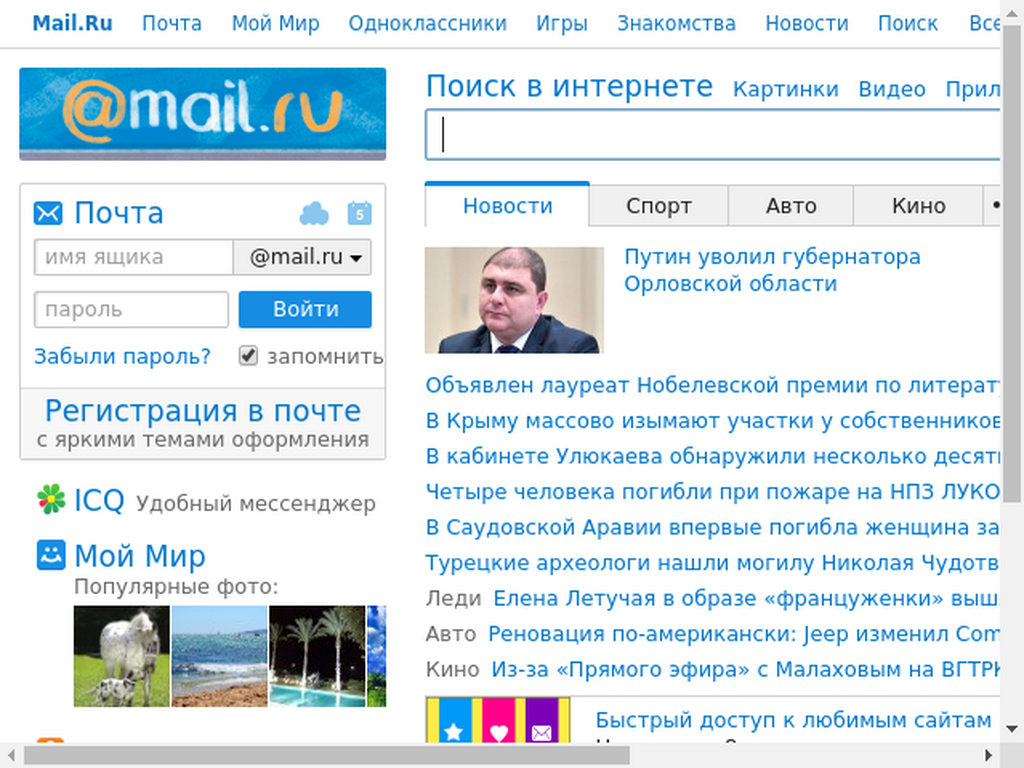 Mail.Ru Почта Мой Мир Одноклассники Игры Знакомства Новости Поиск Все
@mail.ru
Почта 5
имя ящика @mail.ru
пароль Войти
Забыли пароль? запомнить
Регистрация в почте
с яркими темами оформления
ICQ Удобный мессенджер
Мой Мир
Популярные фото:
Поиск в интернете Картинки Видео Прил
Новости Спорт Авто Кино
Путин уволил губернатора
Орловской области
Объявлен лауреат Нобелевской премии по литерат
В Крыму массово изымают участки у собственников
В кабинете Улюкаева обнаружили несколько десят
Четыре человека погибли при пожаре на НПЗ ЛУКО
В Саудовской Аравии впервые погибла женщина за
Турецкие археологи нашли могилу Николая Чудотв
Леди Елена Летучая в образе «француженки» выш
Авто Реновация по-американски: Jeep изменил Com
Кино Из-за «Прямого эфира» с Малаховым на ВГТРК
Быстрый доступ к любимым сайтам